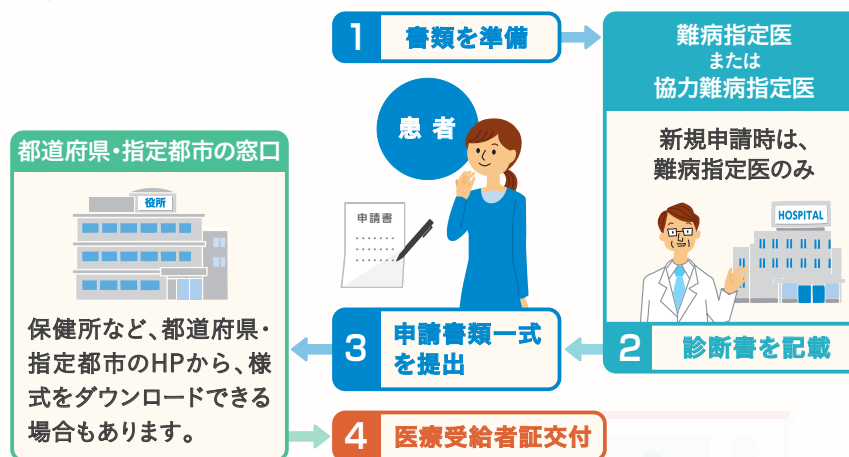 1 書類を準備
難病指定医
または
協力難病指定医
新規申請時は、
難病指定医のみ
HOSPITAL
2 診断書を記載
患者
申請書
3 申請書類一式
を提出
都道府県・指定都市の窓口
役所
保健所など、都道府県・
指定都市のHPから、様
式をダウンロードできる
場合もあります。
4 医療受給者証交付